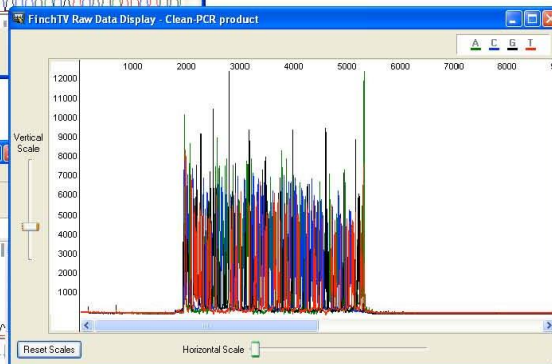 FinchTV Raw Data Display - Clean-PCR product
A C G T
1000 2000 3000 4000 5000 6000 7000 8000
12000
11000
10000
9000
8000
7000
6000
5000
4000
3000
2000
1000
Vertical
Scale
Reset Scales
Horizontal Scale